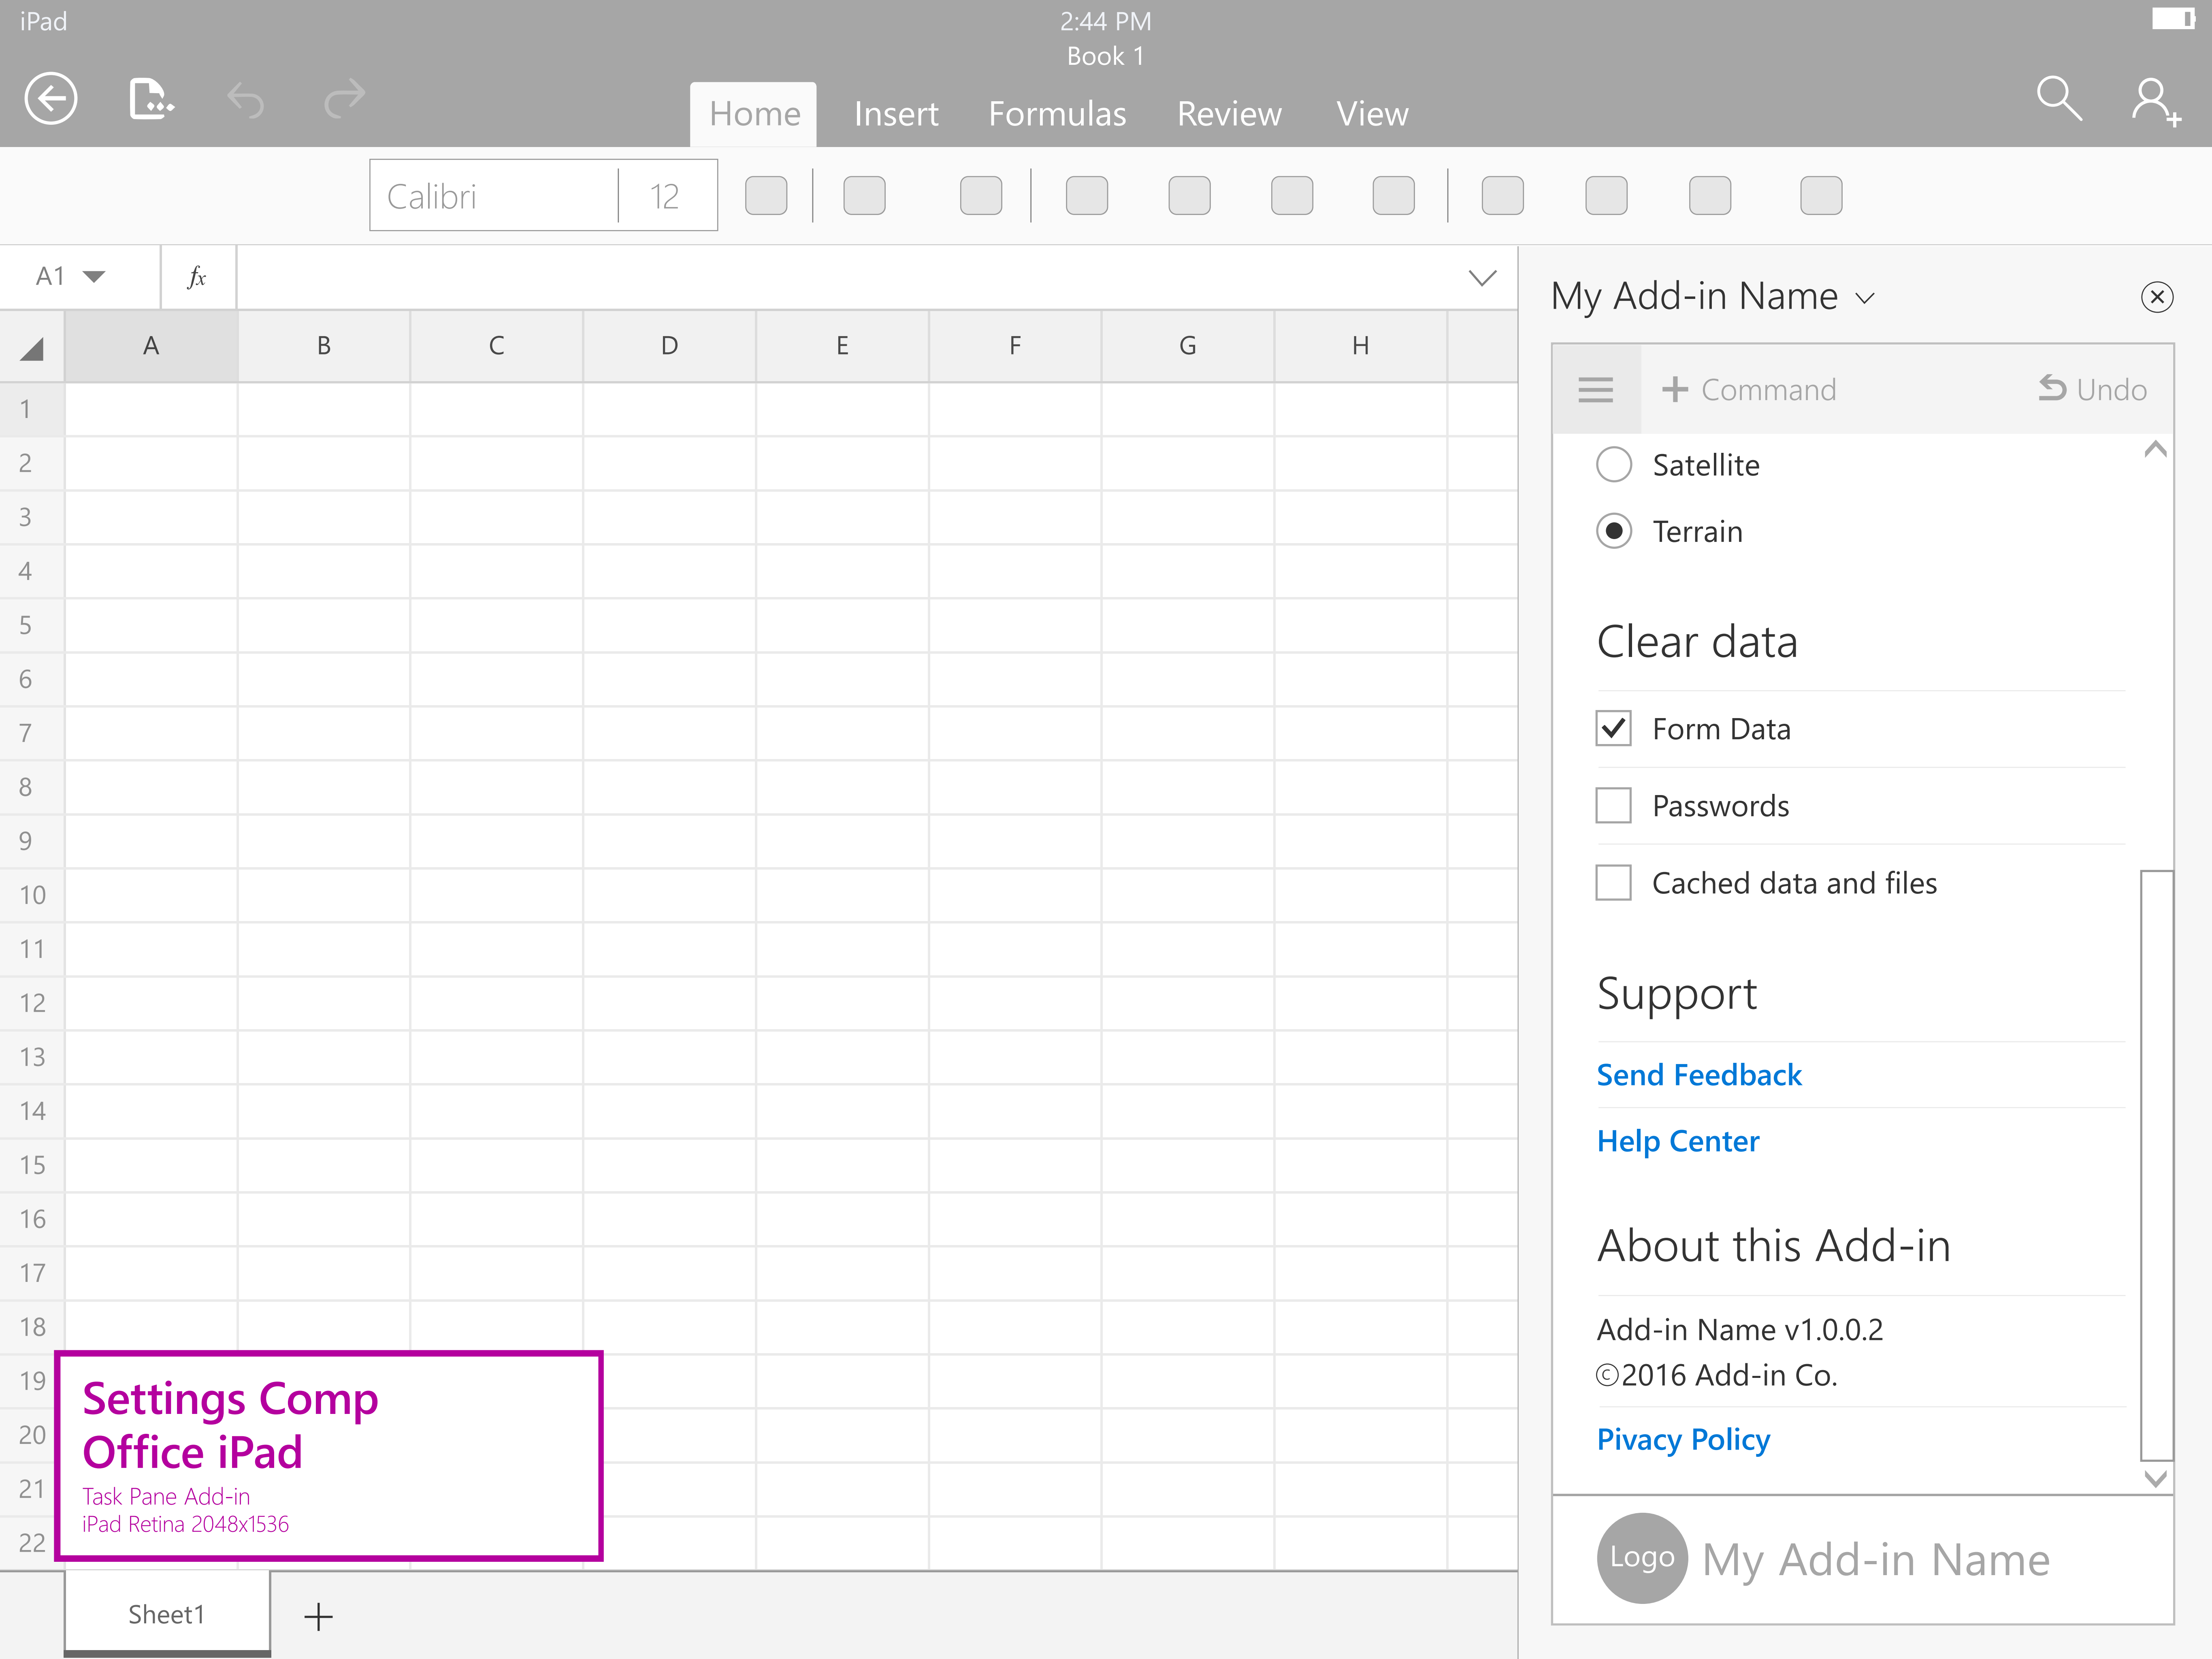 iPad
2:44 PM
Book 1
Home Insert Formulas Review View
Calibri 12
A1 fx
My Add-in Name
A B C D E F G H
Command Undo
1
2
3
4
5
6
7
8
9
10
11
12
13
14
15
16
17
18
19
20
21
22
Satellite
Terrain
Clear data
Form Data
Passwords
Cached data and files
Support
Send Feedback
Help Center
About this Add-in
Add-in Name v1.0.0.2
©2016 Add-in Co.
Pivacy Policy
Logo My Add-in Name
Settings Comp
Office iPad
Task Pane Add-in
iPad Retina 2048x1536
Sheet1